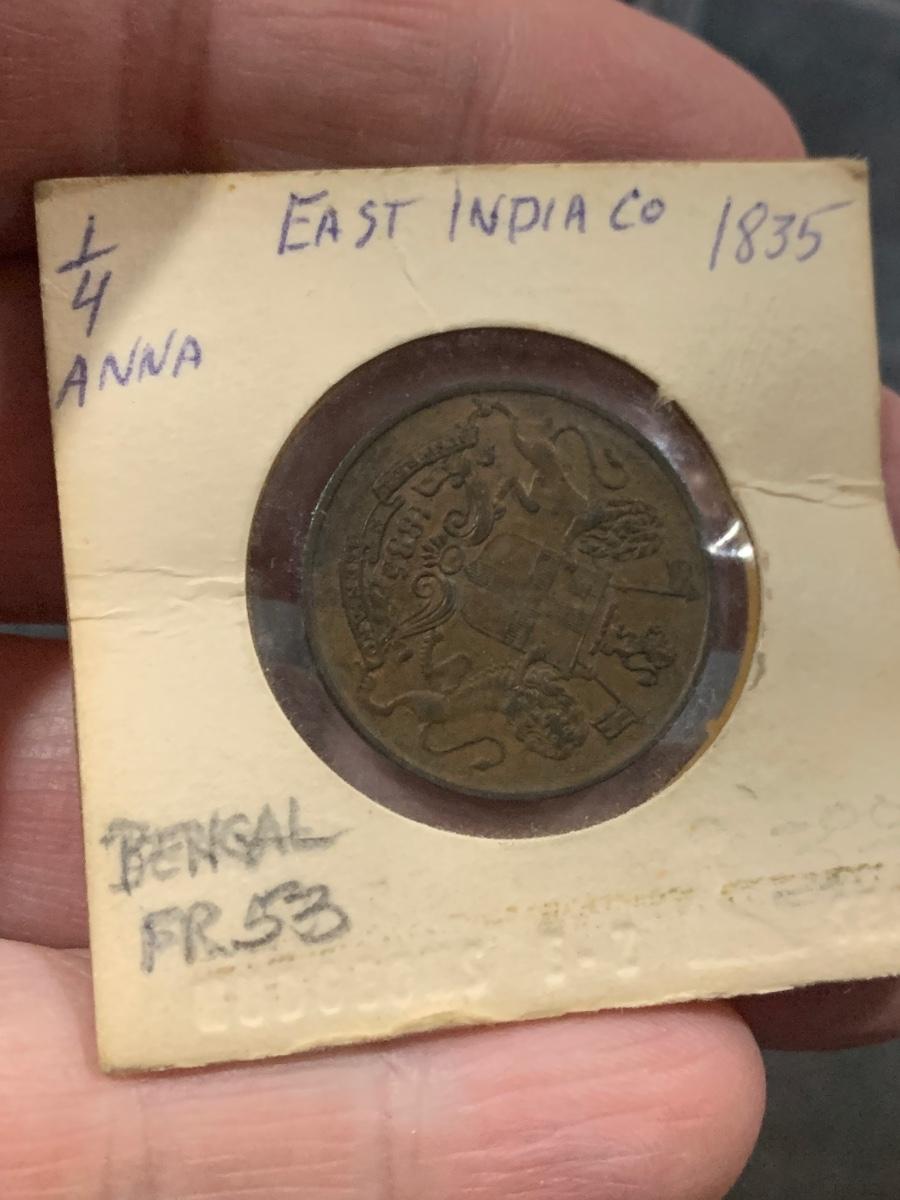 1/4
ANNA
EAST INDIA CO
1835
1835
BENGAL
FR. 53